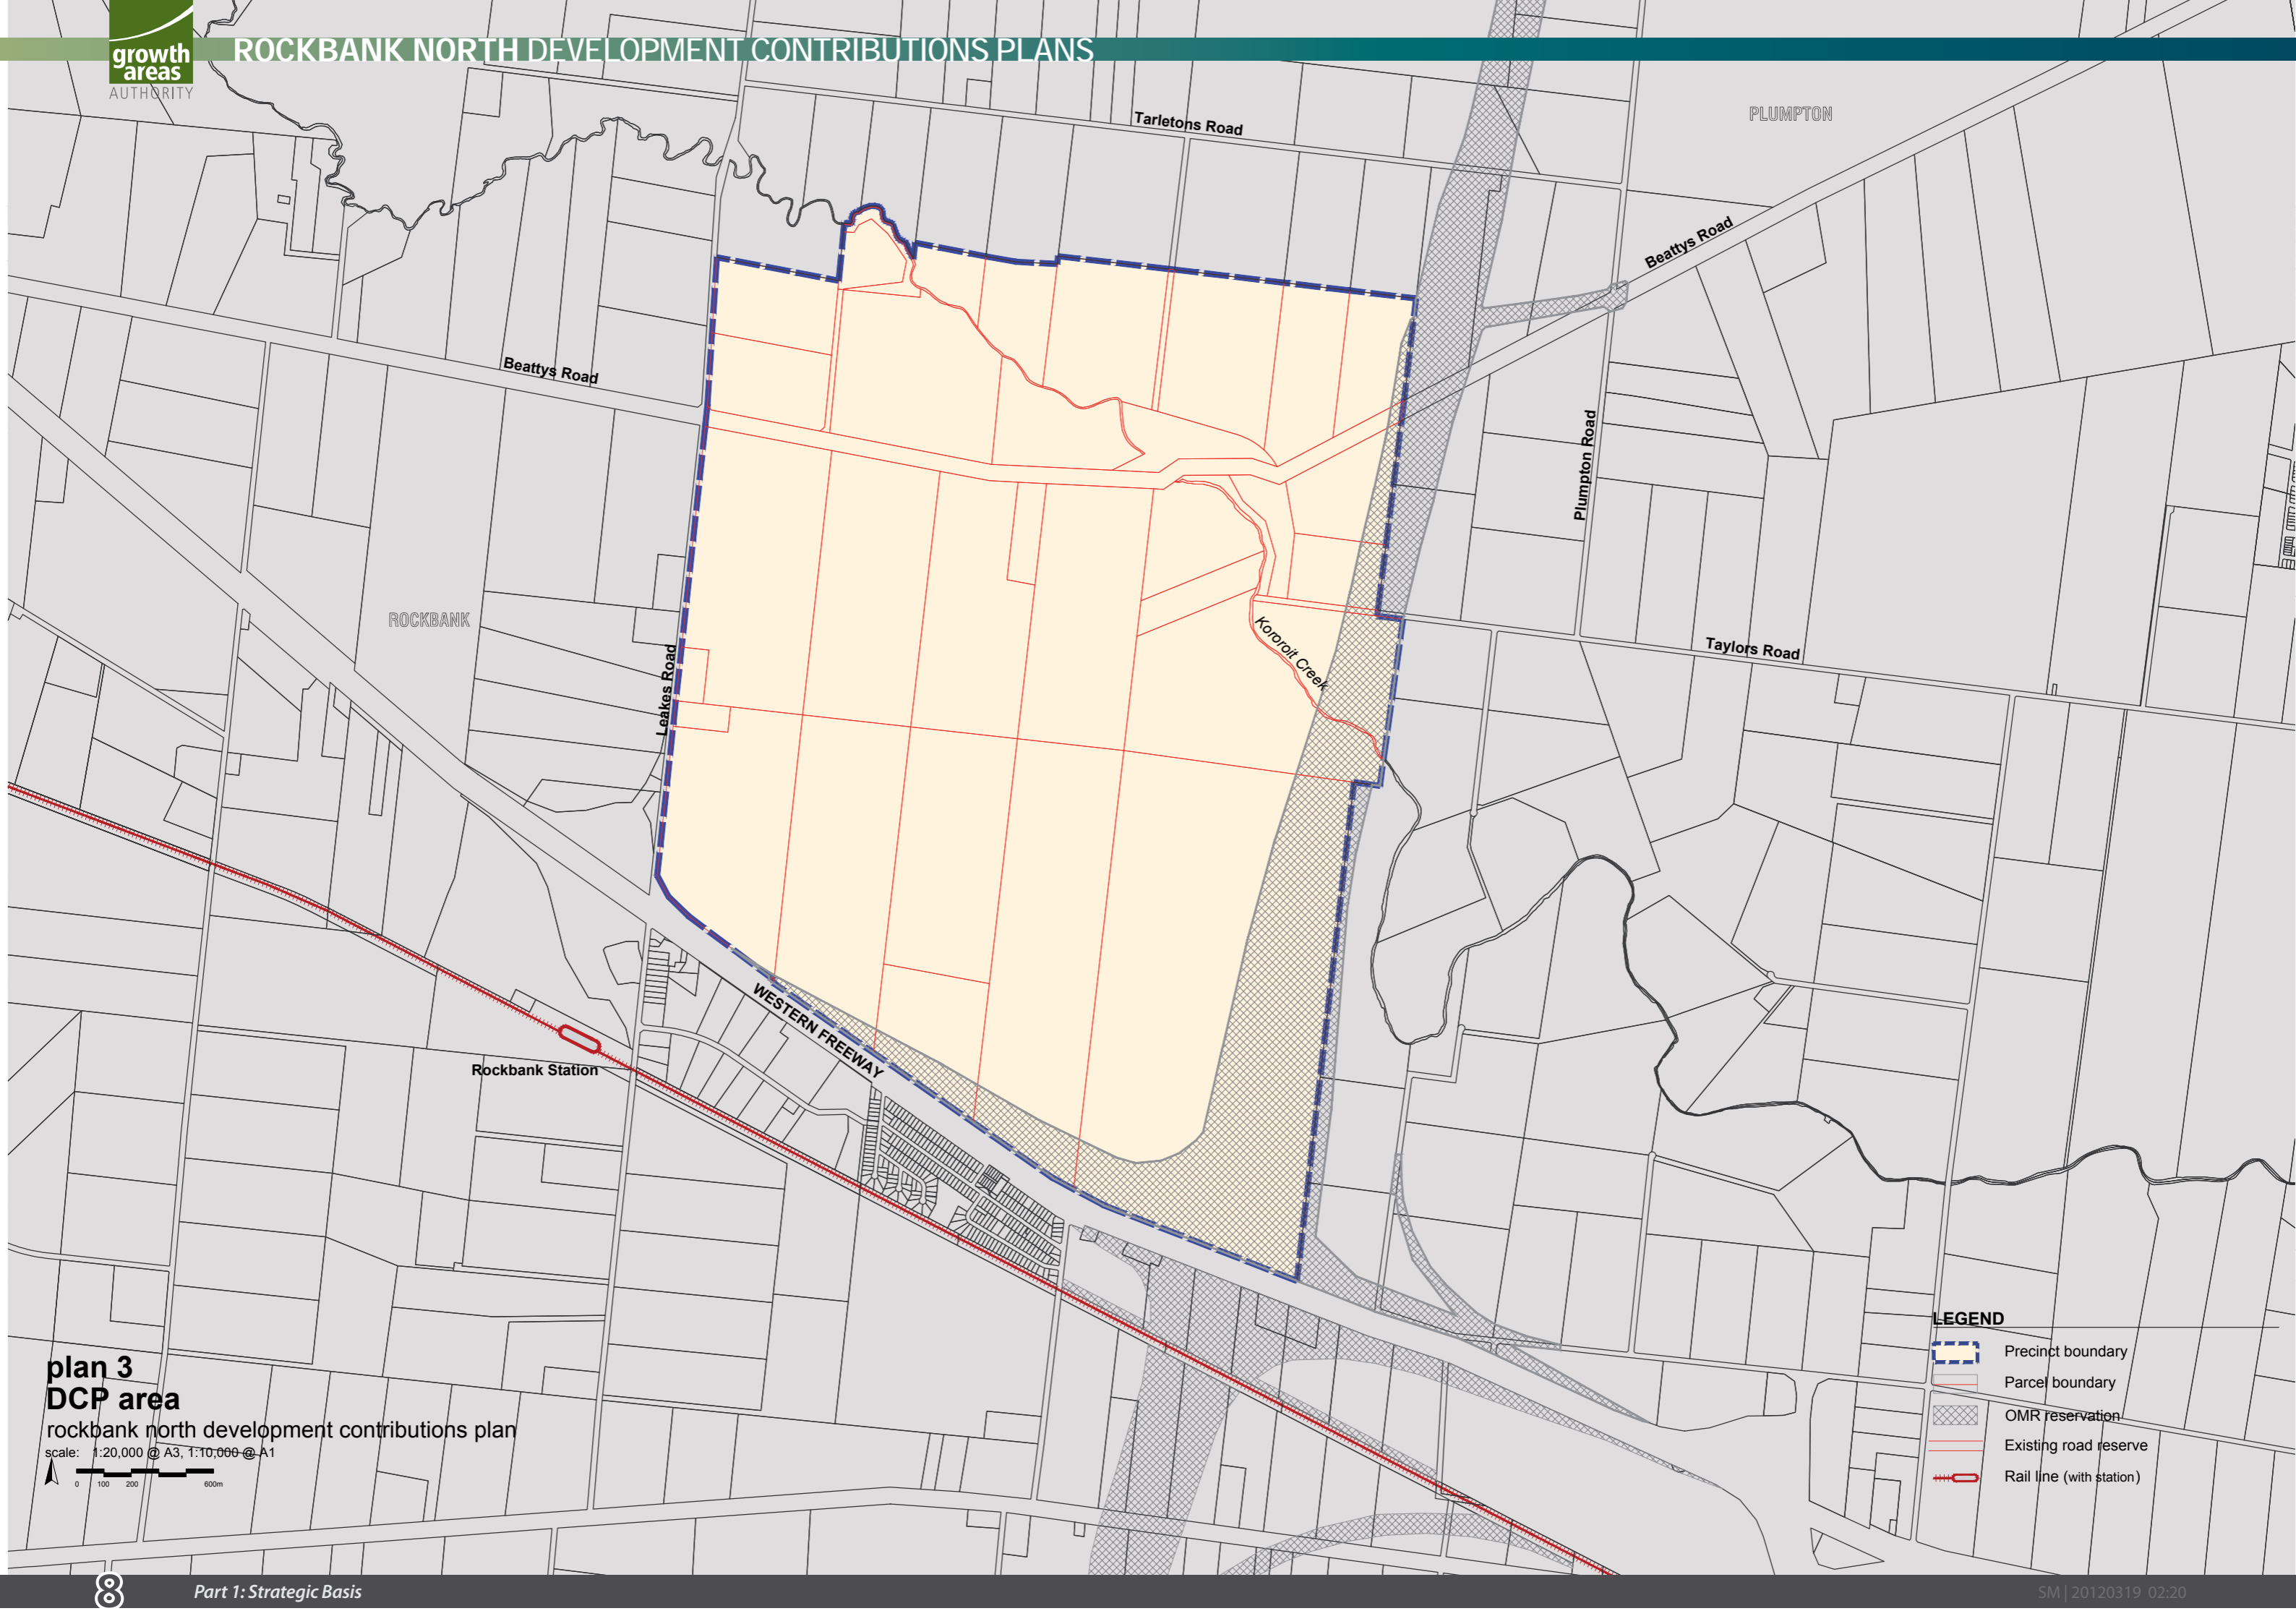 growth
areas
AUTHORITY
ROCKBANK NORTH DEVELOPMENT CONTRIBUTIONS PLANS
PLUMPTON
Tarletons Road
Beattys Road
Beattys Road
Plumpton Road
ROCKBANK
Kororoit Creek
Taylors Road
Leakes Road
WESTERN FREEWAY
Rockbank Station
LEGEND
Precinct boundary
Parcel boundary
OMR reservation
Existing road reserve
Rail line (with station)
plan 3
DCP area
rockbank north development contributions plan
scale: 1:20,000 @ A3, 1:10,000 @ A1
0 100 200 600m
8
Part 1: Strategic Basis
SM | 20120319 02:20